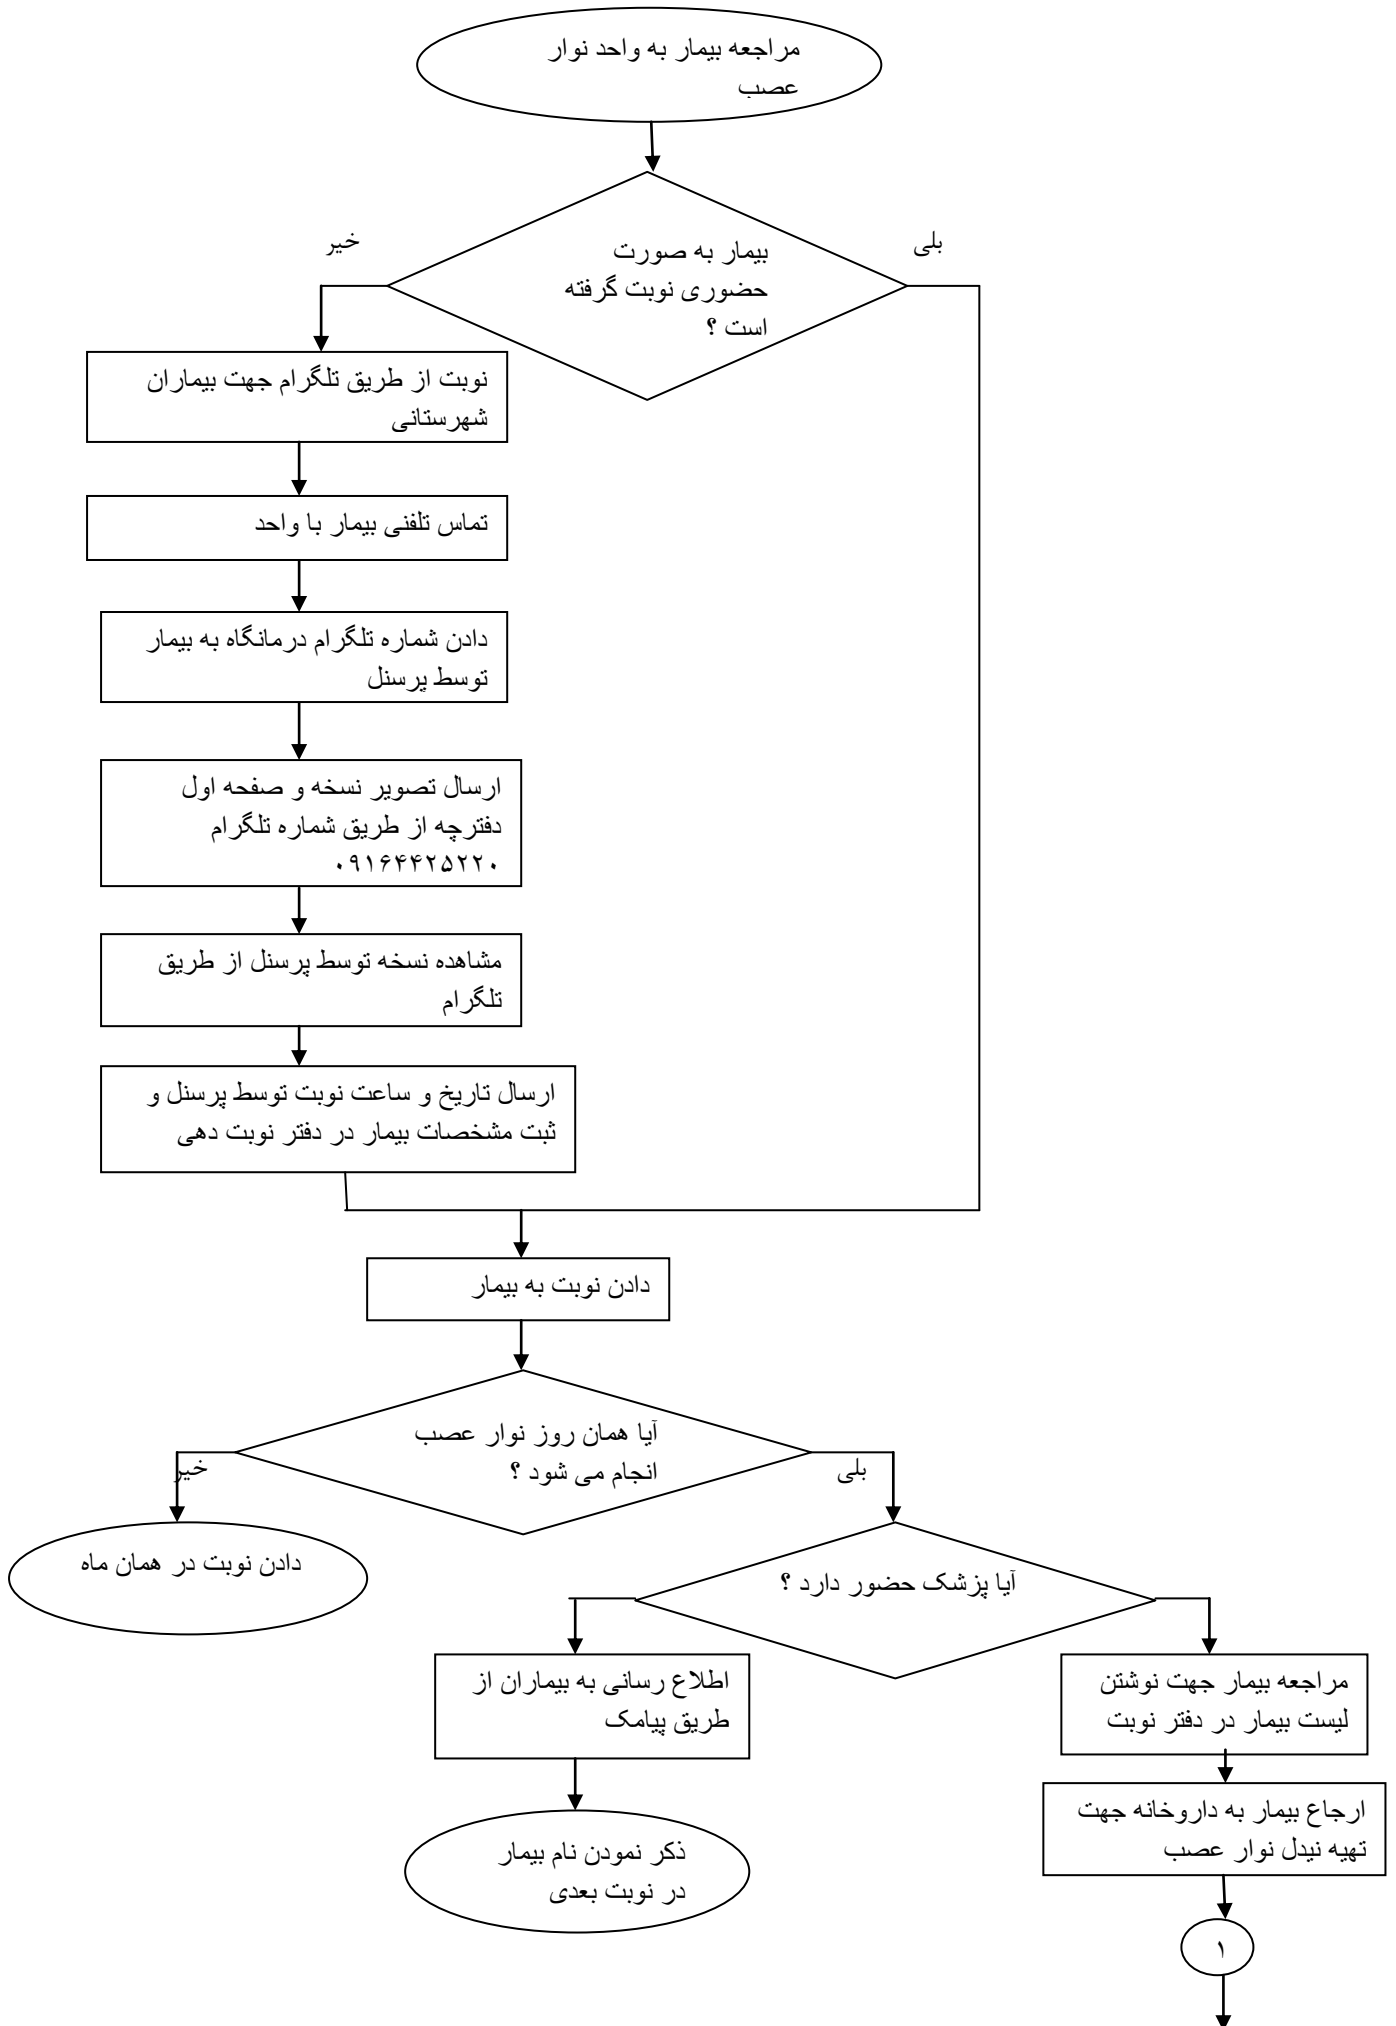 مراجعه بیمار به واحد نوار
عصب
خیر
بلی
بیمار به صورت
حضوری نوبت گرفته
است ؟
نوبت از طریق تلگرام جهت بیماران
شهرستانی
تماس تلفنی بیمار با واحد
دادن شماره تلگرام درمانگاه به بیمار
توسط پرسنل
ارسال تصویر نسخه و صفحه اول
دفترچه از طریق شماره تلگرام
۰۹۱۶۴۴۲۵۲۲۰
مشاهده نسخه توسط پرسنل از طریق
تلگرام
ارسال تاریخ و ساعت نوبت توسط پرسنل و
ثبت مشخصات بیمار در دفتر نوبت دهی
دادن نوبت به بیمار
آیا همان روز نوار عصب
انجام می شود ؟
بلی
خیر
دادن نوبت در همان ماه
آیا پزشک حضور دارد ؟
مراجعه بیمار جهت نوشتن
لیست بیمار در دفتر نوبت
اطلاع رسانی به بیماران از
طریق پیامک
ارجاع بیمار به داروخانه جهت
تهیه نیدل نوار عصب
ذکر نمودن نام بیمار
در نوبت بعدی
۱